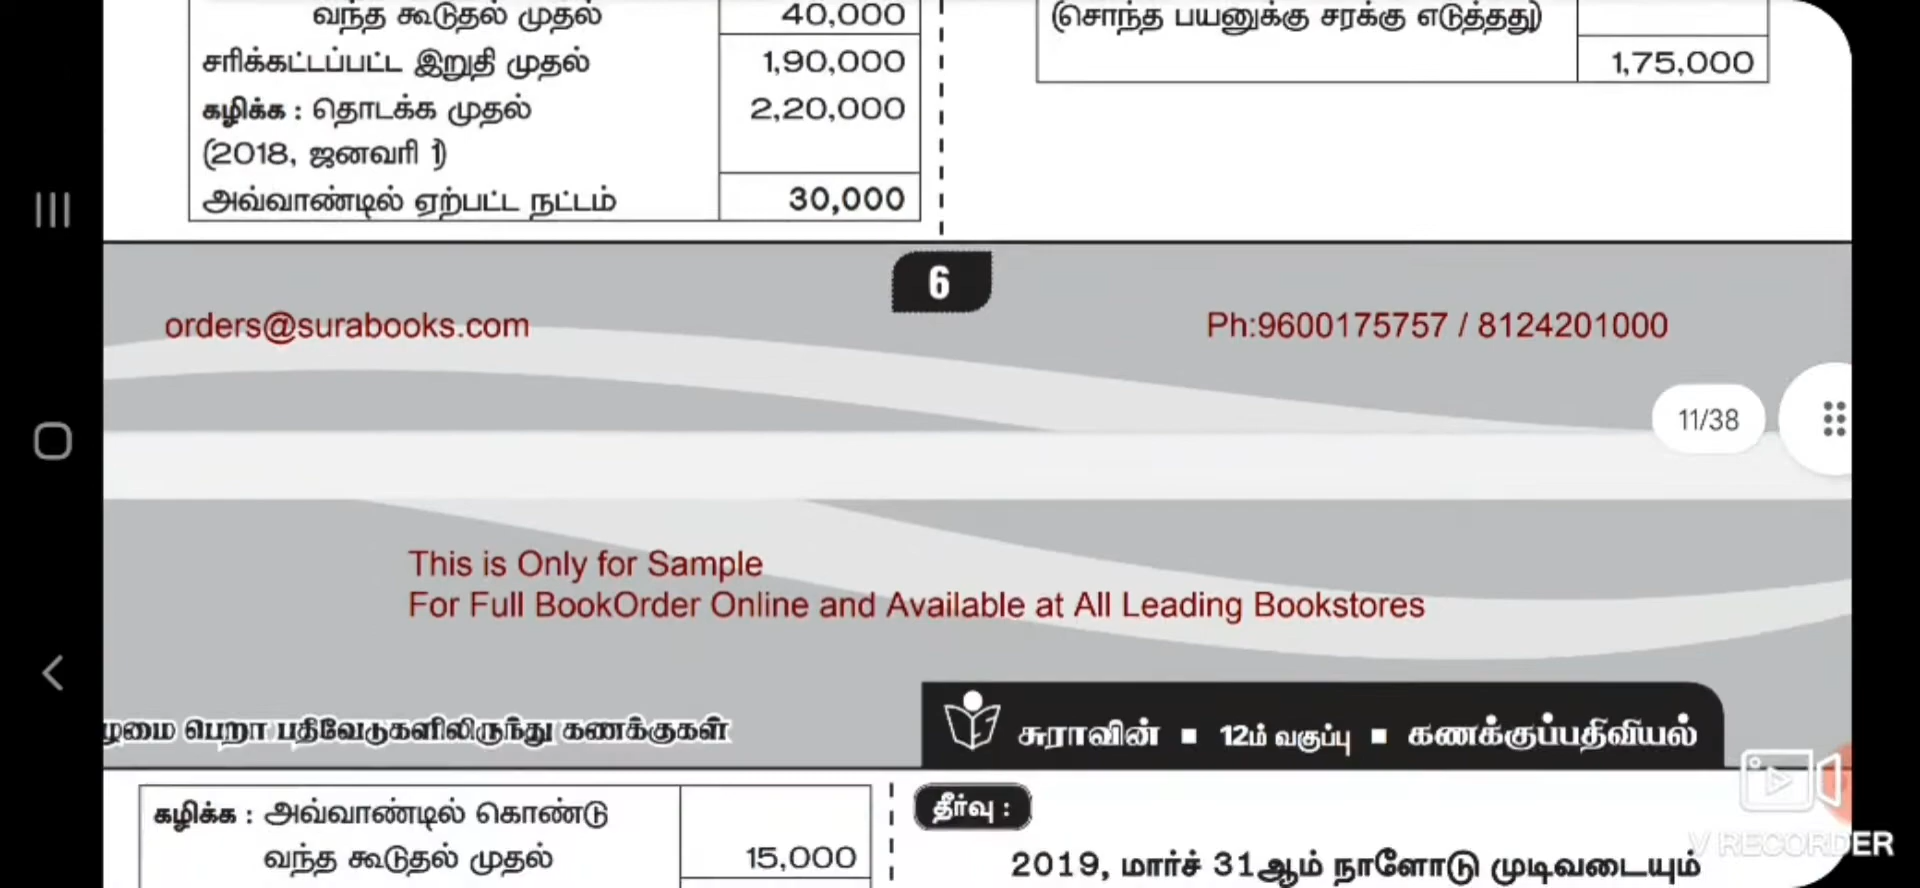 வந்த கூடுதல் முதல் 40,000
சரிக்கட்டப்பட்ட இறுதி முதல் 1,90,000
கழிக்க : தொடக்க முதல் 2,20,000
(2018, ஜனவரி 1)
அவ்வாண்டில் ஏற்பட்ட நட்டம் 30,000
(சொந்த பயனுக்கு சரக்கு எடுத்தது)
1,75,000
6
orders@surabooks.com
Ph:9600175757 / 8124201000
11/38
This is Only for Sample
For Full BookOrder Online and Available at All Leading Bookstores
ழுமை பெறா பதிவேடுகளிலிருந்து கணக்குகள்
சுராவின் ■ 12ம் வகுப்பு ■ கணக்குப்பதிவியல்
கழிக்க : அவ்வாண்டில் கொண்டு
வந்த கூடுதல் முதல் 15,000
தீர்வு :
2019, மார்ச் 31ஆம் நாளோடு முடிவடையும்
V RECORDER